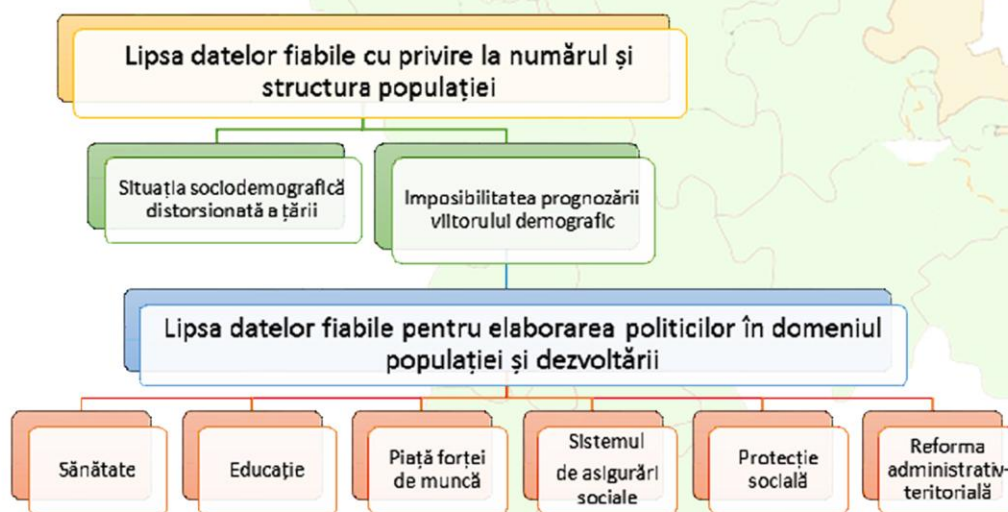 Lipsa datelor fiabile cu privire la numărul și
structura populației
Situația sociodemografică
distorsionată a țării
Imposibilitatea prognozării
viitorului demografic
Lipsa datelor fiabile pentru elaborarea politicilor în domeniul
populației și dezvoltării
Sănătate
Educație
Piață forței
de muncă
Sistemul
de asigurări
sociale
Protecție
socială
Reforma
administrativ-
teritorială